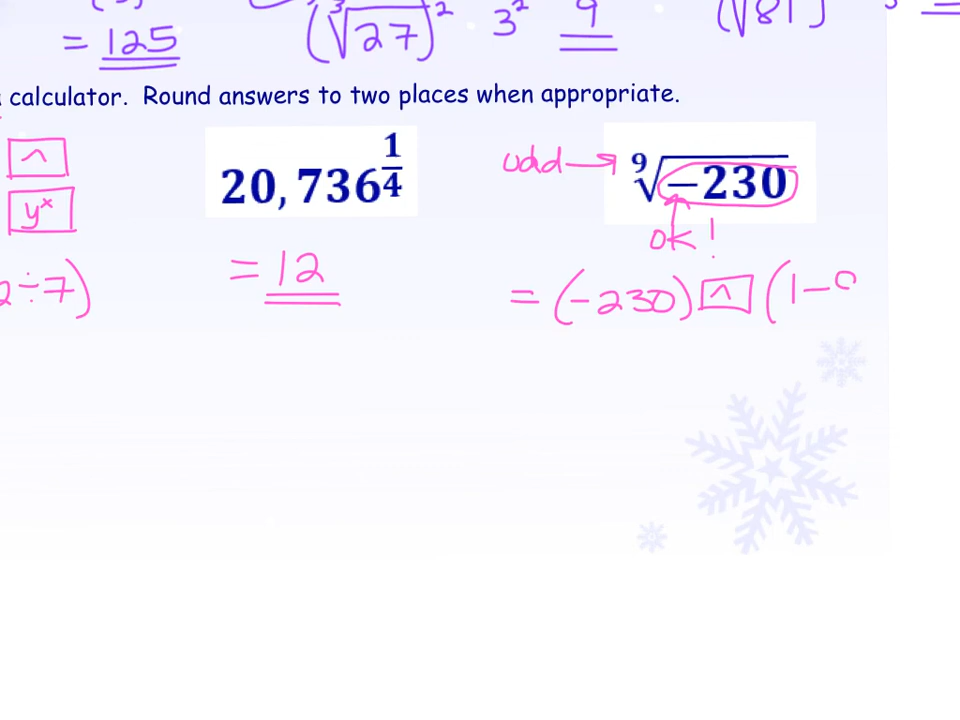 = 125
(∛27)² 3² 9
(√81)
calculator. Round answers to two places when appropriate.
^
yˣ
÷7)
20,736^(1/4)
= 12
odd→ ⁹√-230
ok!
= (-230) ^ (1-